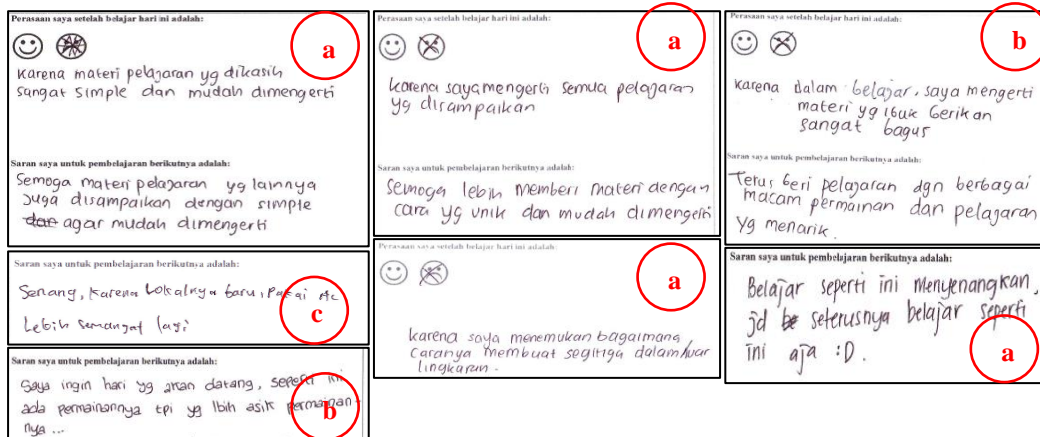 Perasaan saya setelah belajar hari ini adalah:
a
Karena materi pelajaran yg dikasih
sangat simple dan mudah dimengerti
Saran saya untuk pembelajaran berikutnya adalah:
Semoga materi pelajaran yg lainnya
juga disampaikan dengan simple
dan agar mudah dimengerti
Saran saya untuk pembelajaran berikutnya adalah:
Senang, Karena Lokalnya baru, Pakai AC
Lebih semangat lagi
c
Saran saya untuk pembelajaran berikutnya adalah:
Saya ingin hari yg akan datang, seperti ini
ada permainannya tpi yg lbih asik permainan
nya ...
b
Perasaan saya setelah belajar hari ini adalah:
a
karena saya mengerti semua pelajaran
yg disampaikan
Saran saya untuk pembelajaran berikutnya adalah:
Semoga lebih memberi materi dengan
cara yg unik dan mudah dimengerti
Perasaan saya setelah belajar hari ini adalah:
a
karena saya menemukan bagaimana
caranya membuat segitiga dalam/luar
lingkaran.
Perasaan saya setelah belajar hari ini adalah:
b
Karena dalam belajar, saya mengerti
materi yg ibuk berikan
sangat bagus
Saran saya untuk pembelajaran berikutnya adalah:
Terus beri pelajaran dgn berbagai
macam permainan dan pelajaran
yg menarik.
Saran saya untuk pembelajaran berikutnya adalah:
Belajar seperti ini menyenangkan,
jd be seterusnya belajar seperti
ini aja :D.
a